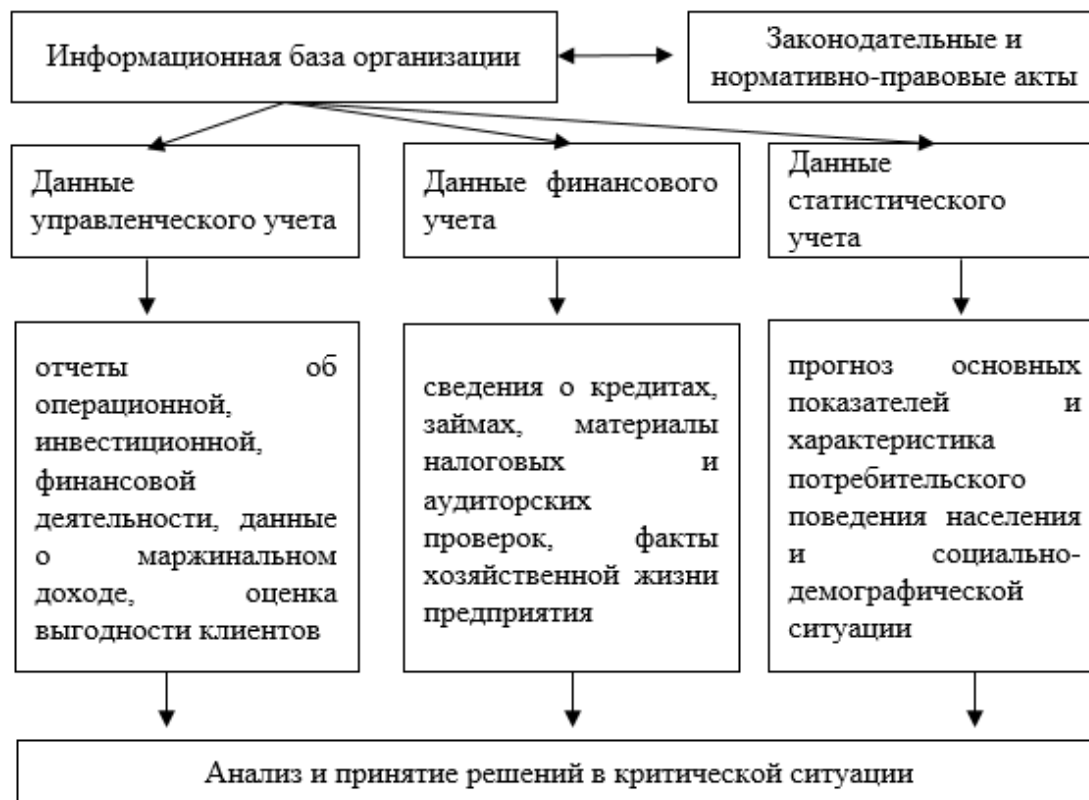 Информационная база организации
Законодательные и
нормативно-правовые акты
Данные
управленческого учета
Данные финансового
учета
Данные
статистического
учета
отчеты об
операционной,
инвестиционной,
финансовой
деятельности, данные
о маржинальном
доходе, оценка
выгодности клиентов
сведения о кредитах,
займах, материалы
налоговых и
аудиторских
проверок, факты
хозяйственной жизни
предприятия
прогноз основных
показателей и
характеристика
потребительского
поведения населения
и социально-
демографической
ситуации
Анализ и принятие решений в критической ситуации